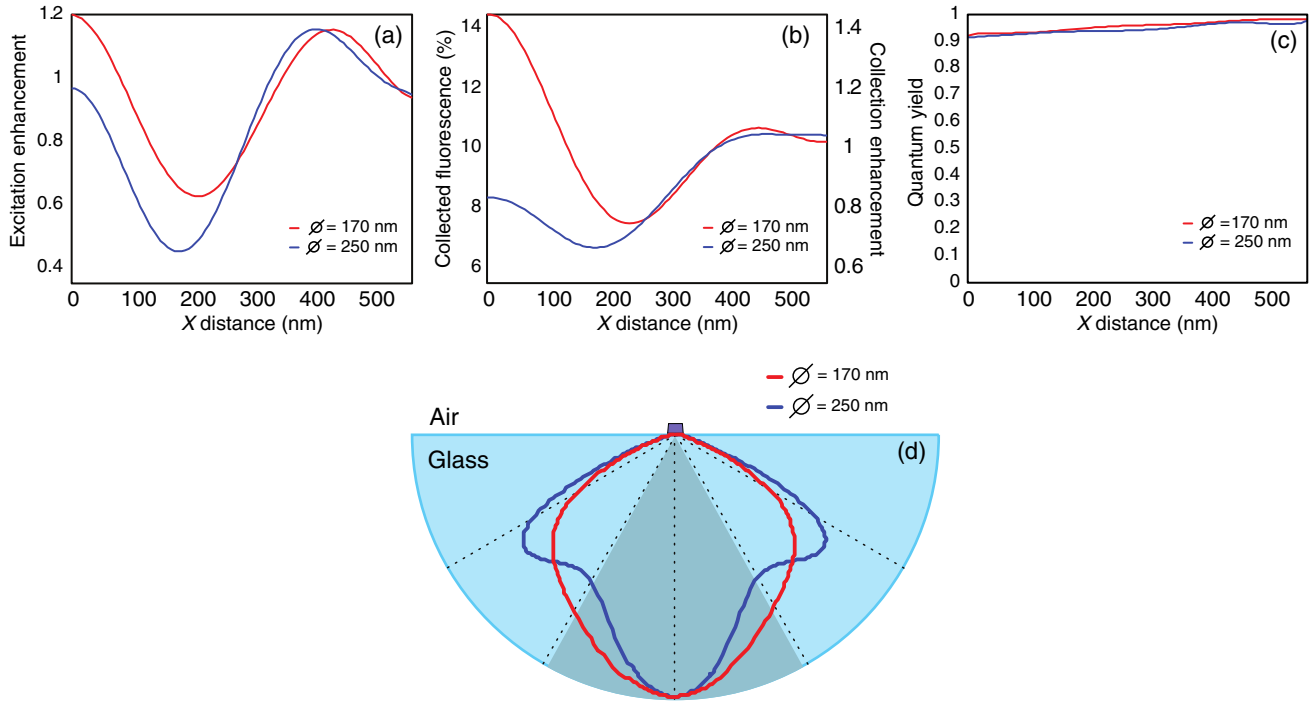 (a)
Excitation enhancement
1.2
1
0.8
0.6
0.4
0 100 200 300 400 500
X distance (nm)
∅ = 170 nm
∅ = 250 nm
(b)
Collected fluorescence (%)
14
12
10
8
6
Collection enhancement
1.4
1.2
1
0.8
0.6
0 100 200 300 400 500
X distance (nm)
∅ = 170 nm
∅ = 250 nm
(c)
Quantum yield
1
0.9
0.8
0.7
0.6
0.5
0.4
0.3
0.2
0.1
0
0 100 200 300 400 500
X distance (nm)
∅ =170 nm
∅ = 250 nm
∅ = 170 nm
∅ = 250 nm
Air
Glass
(d)